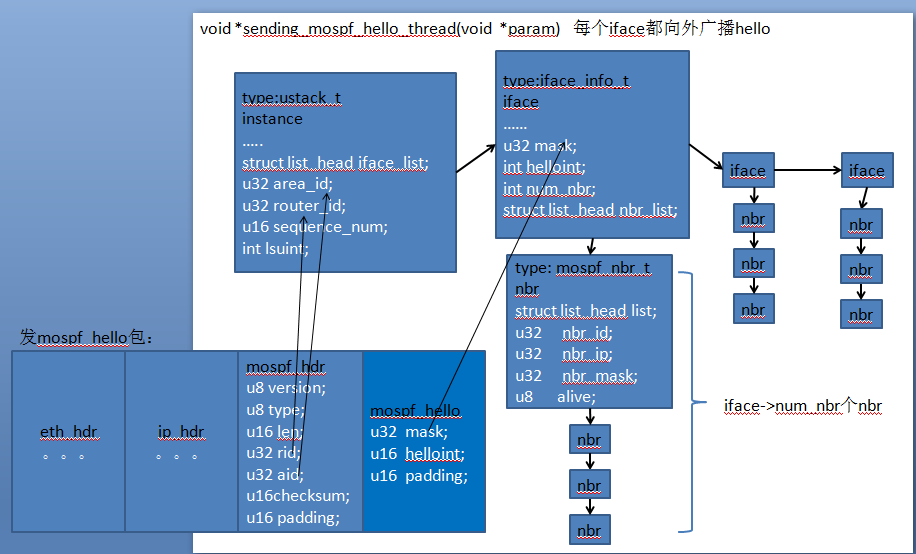 void *sending_mospf_hello_thread(void *param) 每个iface都向外广播hello
type:ustack_t
instance
.....
struct list_head iface_list;
u32 area_id;
u32 router_id;
u16 sequence_num;
int lsuint;
type:iface_info_t
iface
......
u32 mask;
int helloint;
int num_nbr;
struct list_head nbr_list;
iface
nbr
nbr
nbr
iface
nbr
nbr
nbr
type: mospf_nbr_t
nbr
struct list_head list;
u32 nbr_id;
u32 nbr_ip;
u32 nbr_mask;
u8 alive;
nbr
nbr
nbr
iface->num_nbr个nbr
发mospf_hello包：
eth_hdr
。。。
ip_hdr
。。。
mospf_hdr
u8 version;
u8 type;
u16 len;
u32 rid;
u32 aid;
u16checksum;
u16 padding;
mospf_hello
u32 mask;
u16 helloint;
u16 padding;